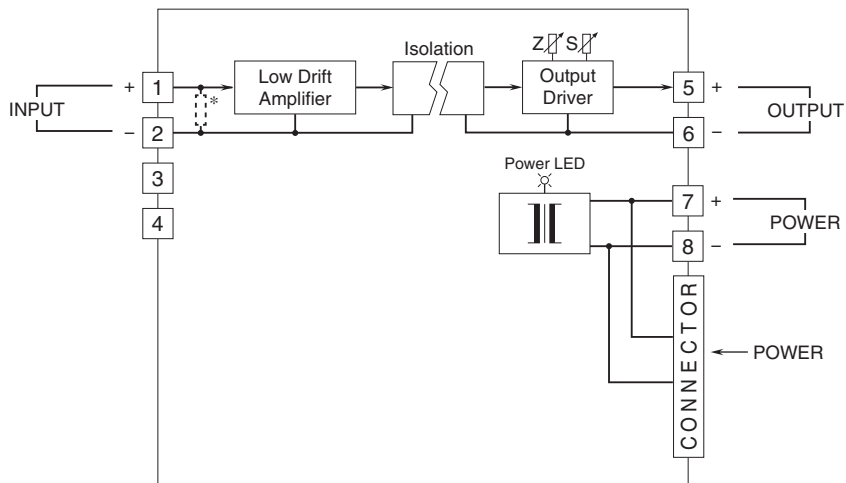 Isolation
Z S
Low Drift
Amplifier
Output
Driver
INPUT
+ 1
*
− 2
3
4
5 +
6 −
OUTPUT
Power LED
7 +
8 −
POWER
CONNECTOR
POWER